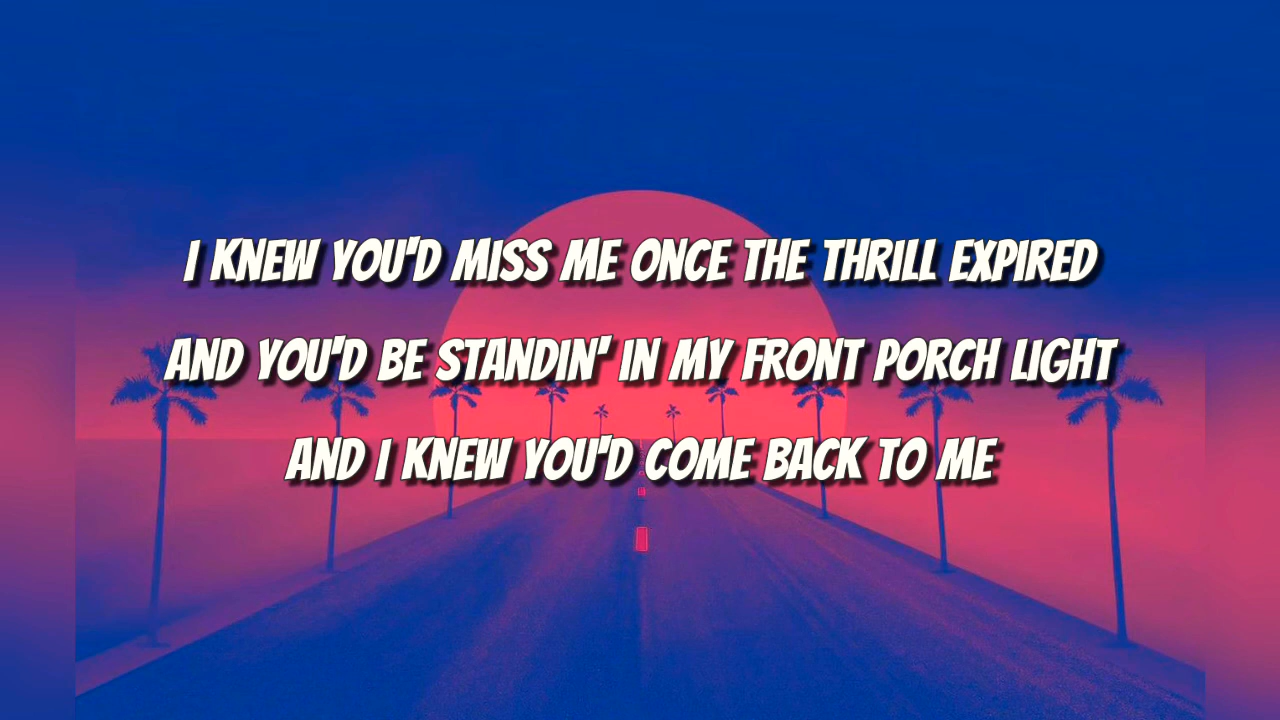 I KNEW YOU'D MISS ME ONCE THE THRILL EXPIRED
AND YOU'D BE STANDIN' IN MY FRONT PORCH LIGHT
AND I KNEW YOU'D COME BACK TO ME